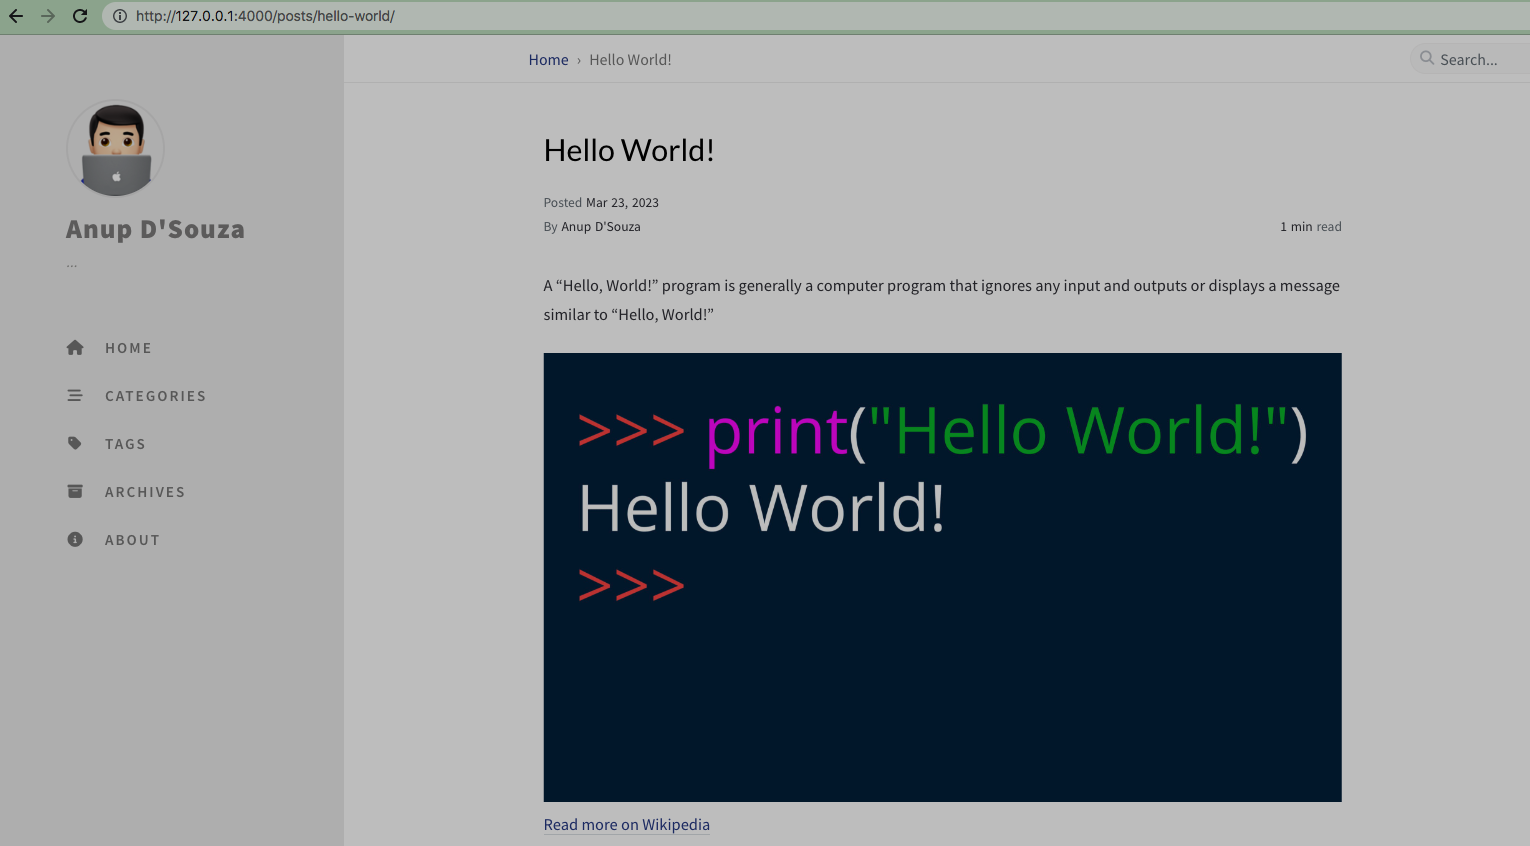 http://127.0.0.1:4000/posts/hello-world/
Home › Hello World!
Search...
Anup D'Souza
...
HOME
CATEGORIES
TAGS
ARCHIVES
ABOUT
Hello World!
Posted Mar 23, 2023
By Anup D'Souza
1 min read
A “Hello, World!” program is generally a computer program that ignores any input and outputs or displays a message
similar to “Hello, World!”
>>> print("Hello World!")
Hello World!
>>>
Read more on Wikipedia